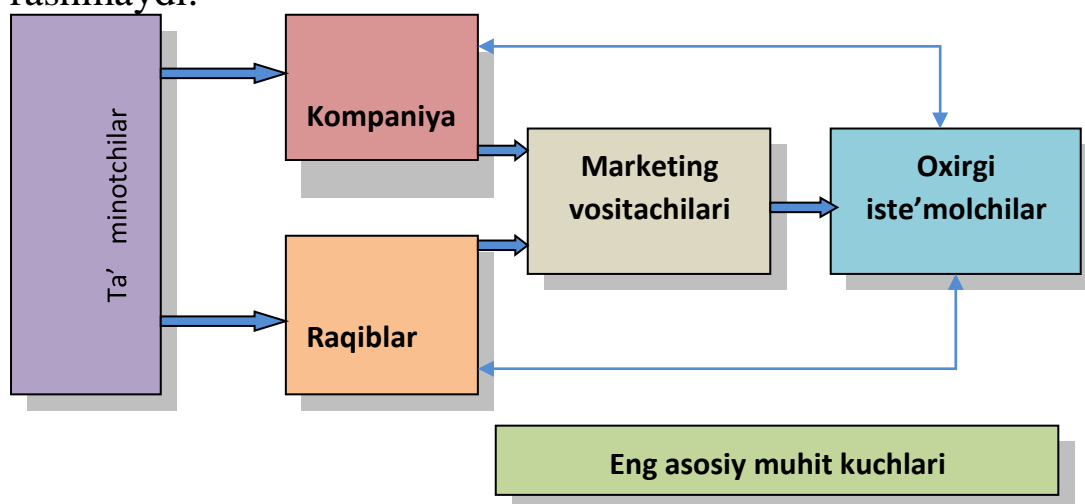 Ta’ minotchilar
Kompaniya
Marketing
vositachilari
Oxirgi
iste’molchilar
Raqiblar
Eng asosiy muhit kuchlari